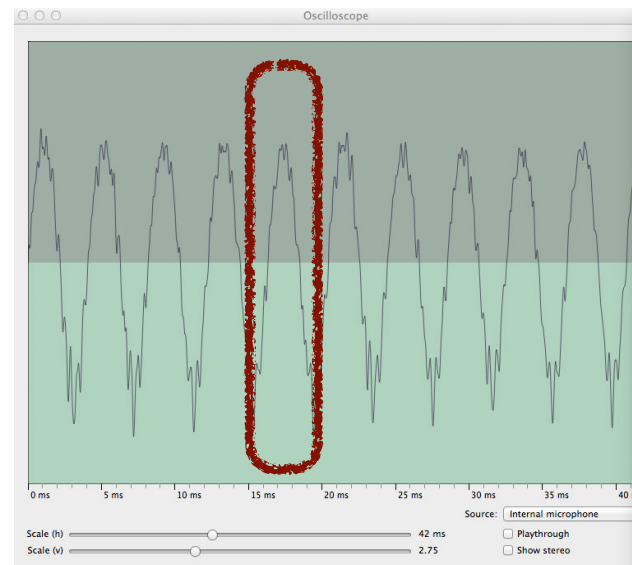 Oscilloscope
0 ms 5 ms 10 ms 15 ms 20 ms 25 ms 30 ms 35 ms 40
Source: Internal microphone
Scale (h) 42 ms Playthrough
Scale (v) 2.75 Show stereo